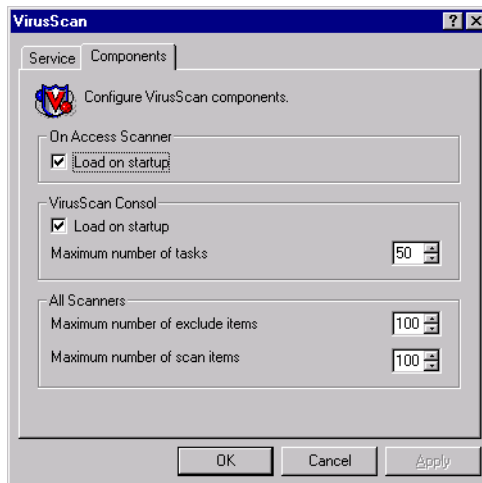 VirusScan
Service Components
Configure VirusScan components.
On Access Scanner
Load on startup
VirusScan Consol
Load on startup
Maximum number of tasks 50
All Scanners
Maximum number of exclude items 100
Maximum number of scan items 100
OK Cancel Apply